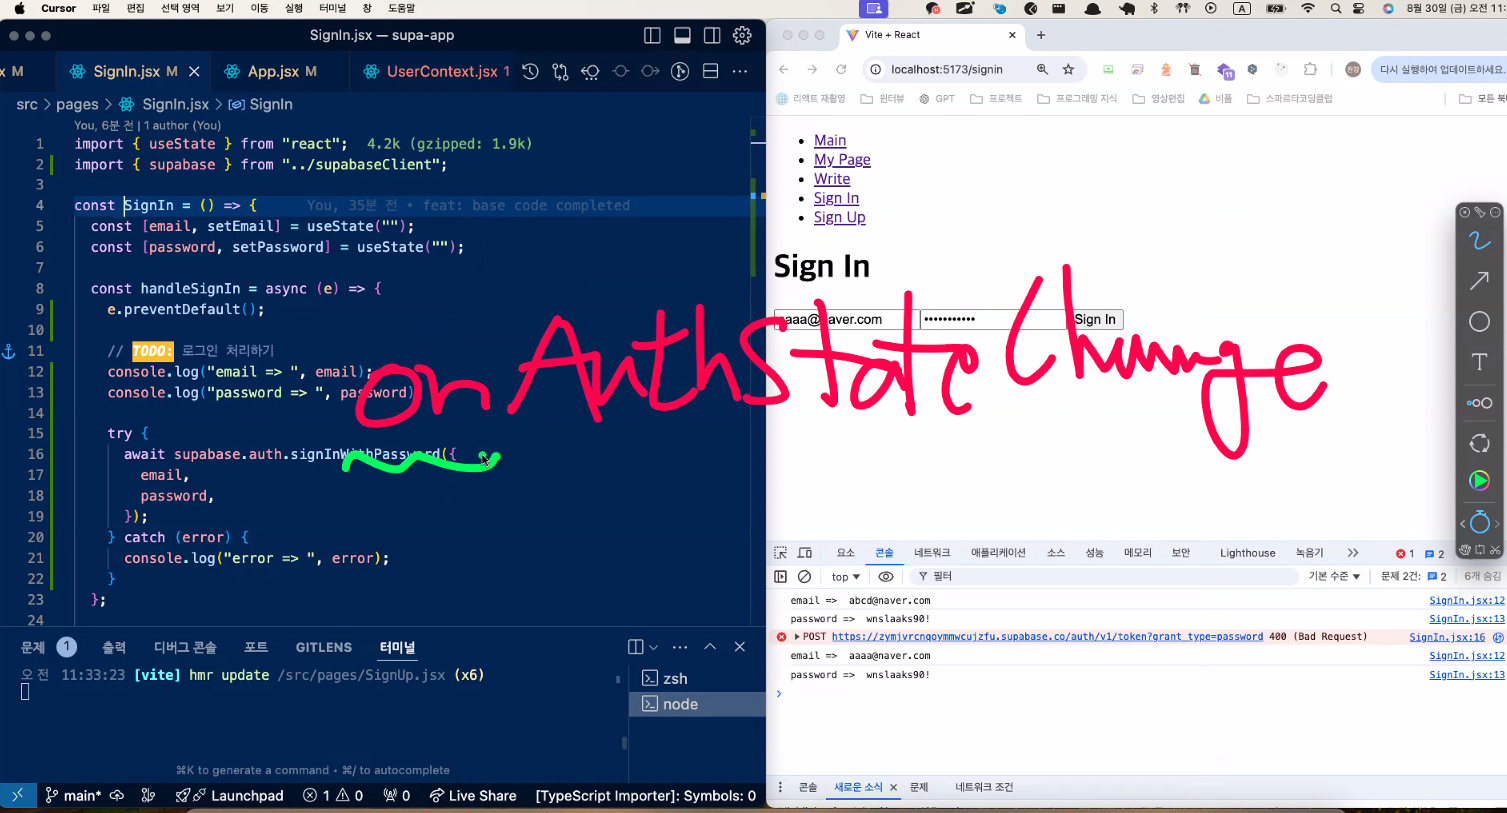 Cursor 파일 편집 선택 영역 보기 이동 실행 터미널 창 도움말
8월 30일 (금) 오전 11:
SignIn.jsx — supa-app
x M SignIn.jsx M App.jsx M UserContext.jsx 1
src > pages > SignIn.jsx > SignIn
You, 6분 전 | 1 author (You)
1 import { useState } from "react"; 4.2k (gzipped: 1.9k)
2 import { supabase } from "../supabaseClient";
3
4 const SignIn = () => { You, 35분 전 • feat: base code completed
5 const [email, setEmail] = useState("");
6 const [password, setPassword] = useState("");
7
8 const handleSignIn = async (e) => {
9 e.preventDefault();
10
11 // TODO: 로그인 처리하기
12 console.log("email => ", email);
13 console.log("password => ", password)
14
15 try {
16 await supabase.auth.signInWithPassword({
17 email,
18 password,
19 });
20 } catch (error) {
21 console.log("error => ", error);
22 }
23 };
24
onAuthStateChange
문제 1 출력 디버그 콘솔 포트 GITLENS 터미널
오전 11:33:23 [vite] hmr update /src/pages/SignUp.jsx (x6)
zsh
node
⌘K to generate a command • ⌘/ to autocomplete
main* Launchpad 1 0 0 Live Share [TypeScript Importer]: Symbols: 0
Vite + React
localhost:5173/signin
11
다시 실행하여 업데이트하세요.
리액트 재촬영 원터뷰 GPT 프로젝트 프로그래밍 지식 영상편집 비플 스파르타코딩클럽 모든 북
Main
My Page
Write
Sign In
Sign Up
Sign In
aaaa@naver.com ••••••••••• Sign In
요소 콘솔 네트워크 애플리케이션 소스 성능 메모리 보안 Lighthouse 녹음기 1 2
top 필터 기본 수준 문제 2건: 2 6개 숨김
email => abcd@naver.com SignIn.jsx:12
password => wnslaaks90! SignIn.jsx:13
POST https://zymjvrcnqoymmwcujzfu.supabase.co/auth/v1/token?grant_type=password 400 (Bad Request) SignIn.jsx:16
email => aaaa@naver.com SignIn.jsx:12
password => wnslaaks90! SignIn.jsx:13
콘솔 새로운 소식 문제 네트워크 조건